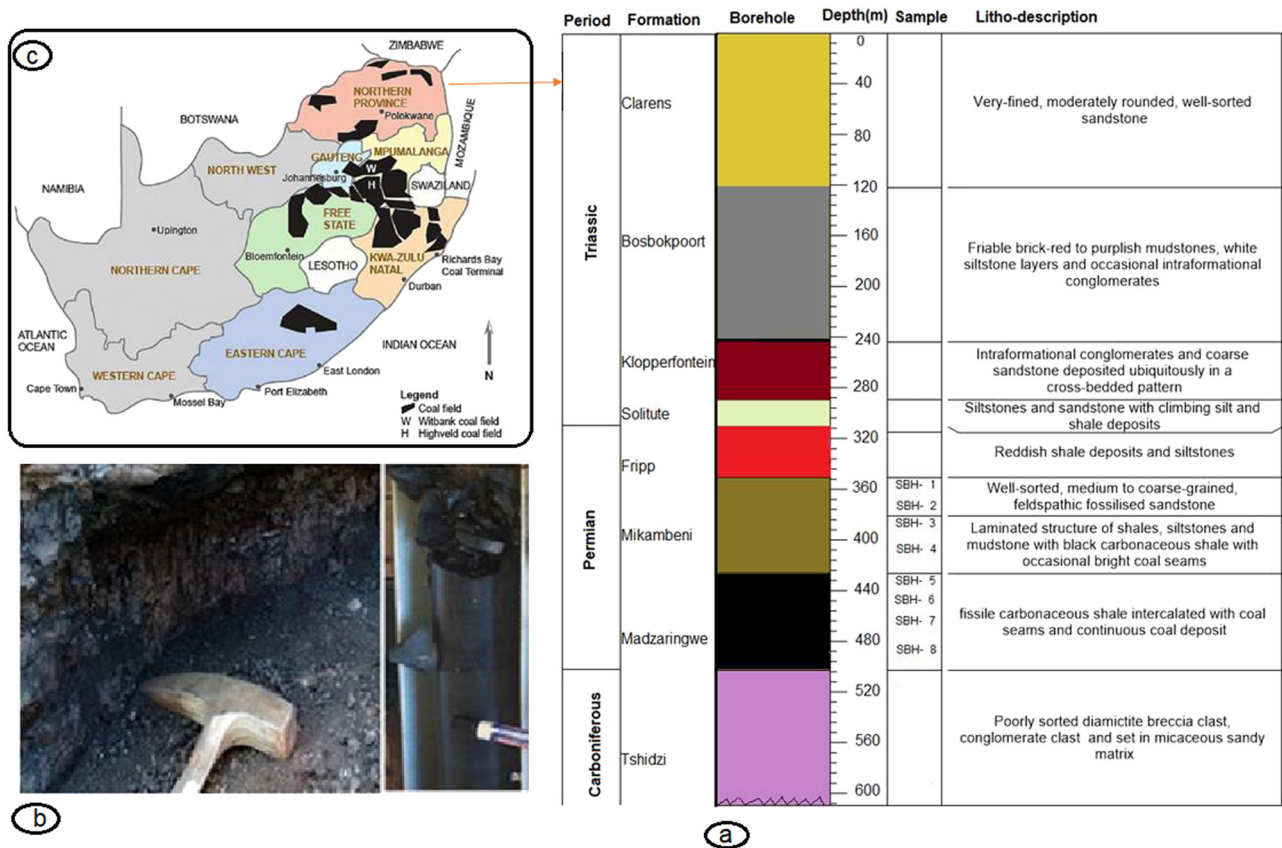 c
ZIMBABWE
NORTHERN
PROVINCE
Polokwane
BOTSWANA
MOZAMBIQUE
GAUTENG
MPUMALANGA
NORTH WEST
W
Johannesburg
H
SWAZILAND
NAMIBIA
FREE
STATE
Upington
Bloemfontein
LESOTHO
KWA-ZULU
NATAL
Richards Bay
Coal Terminal
NORTHERN CAPE
Durban
ATLANTIC
OCEAN
INDIAN OCEAN
EASTERN CAPE
N
WESTERN CAPE
East London
Cape Town
Port Elizabeth
Mossel Bay
Legend
Coal field
W Witbank coal field
H Highveld coal field
b
Period Formation Borehole Depth(m) Sample Litho-description
Triassic
Permian
Carboniferous
Clarens
Bosbokpoort
Klopperfontein
Solitute
Fripp
Mikambeni
Madzaringwe
Tshidzi
0
40
80
120
160
200
240
280
320
360
400
440
480
520
560
600
SBH- 1
SBH- 2
SBH- 3
SBH- 4
SBH- 5
SBH- 6
SBH- 7
SBH- 8
Very-fined, moderately rounded, well-sorted
sandstone
Friable brick-red to purplish mudstones, white
siltstone layers and occasional intraformational
conglomerates
Intraformational conglomerates and coarse
sandstone deposited ubiquitously in a
cross-bedded pattern
Siltstones and sandstone with climbing silt and
shale deposits
Reddish shale deposits and siltstones
Well-sorted, medium to coarse-grained,
feldspathic fossilised sandstone
Laminated structure of shales, siltstones and
mudstone with black carbonaceous shale with
occasional bright coal seams
fissile carbonaceous shale intercalated with coal
seams and continuous coal deposit
Poorly sorted diamictite breccia clast,
conglomerate clast and set in micaceous sandy
matrix
a